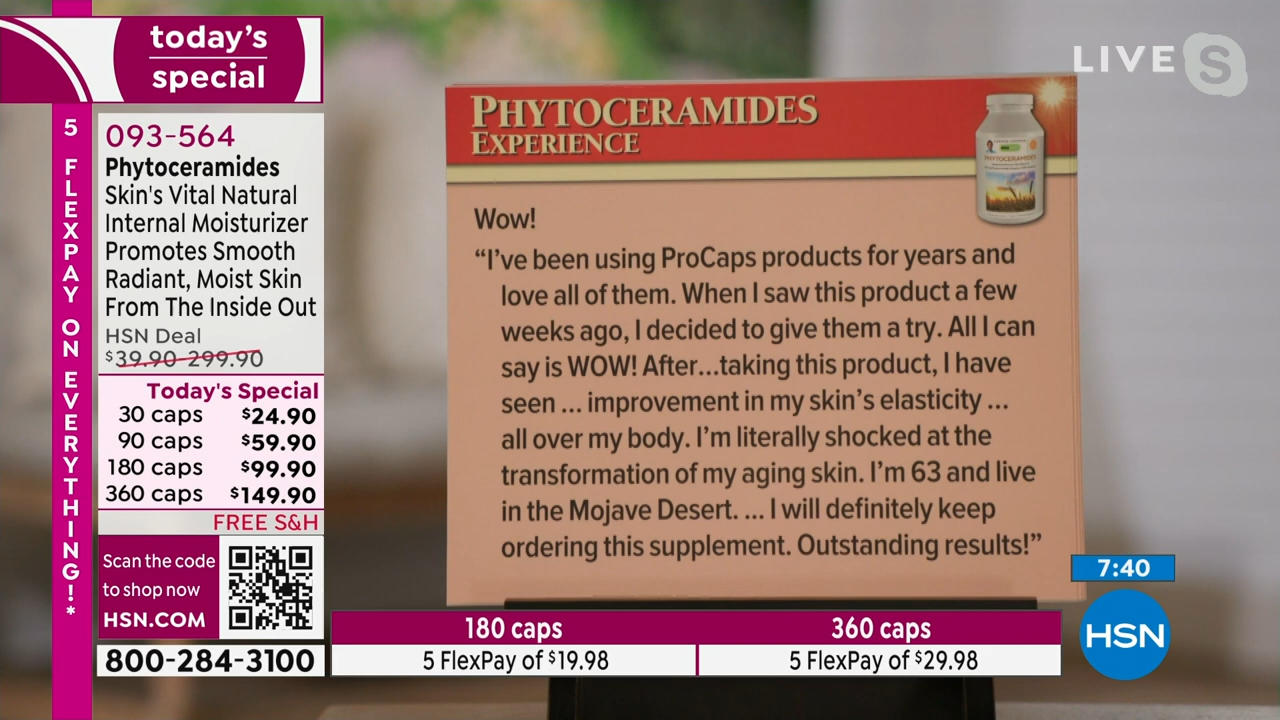 today's
special
5 FLEXPAY ON EVERYTHING!*
093-564
Phytoceramides
Skin's Vital Natural
Internal Moisturizer
Promotes Smooth
Radiant, Moist Skin
From The Inside Out
HSN Deal
$39.90-299.90
Today's Special
30 caps $24.90
90 caps $59.90
180 caps $99.90
360 caps $149.90
FREE S&H
Scan the code
to shop now
HSN.COM
800-284-3100
LIVE S
PHYTOCERAMIDES
EXPERIENCE
PHYTOCERAMIDES
Wow!
“I've been using ProCaps products for years and
love all of them. When I saw this product a few
weeks ago, I decided to give them a try. All I can
say is WOW! After...taking this product, I have
seen ... improvement in my skin's elasticity ...
all over my body. I'm literally shocked at the
transformation of my aging skin. I'm 63 and live
in the Mojave Desert. ... I will definitely keep
ordering this supplement. Outstanding results!”
7:40
HSN
180 caps
5 FlexPay of $19.98
360 caps
5 FlexPay of $29.98